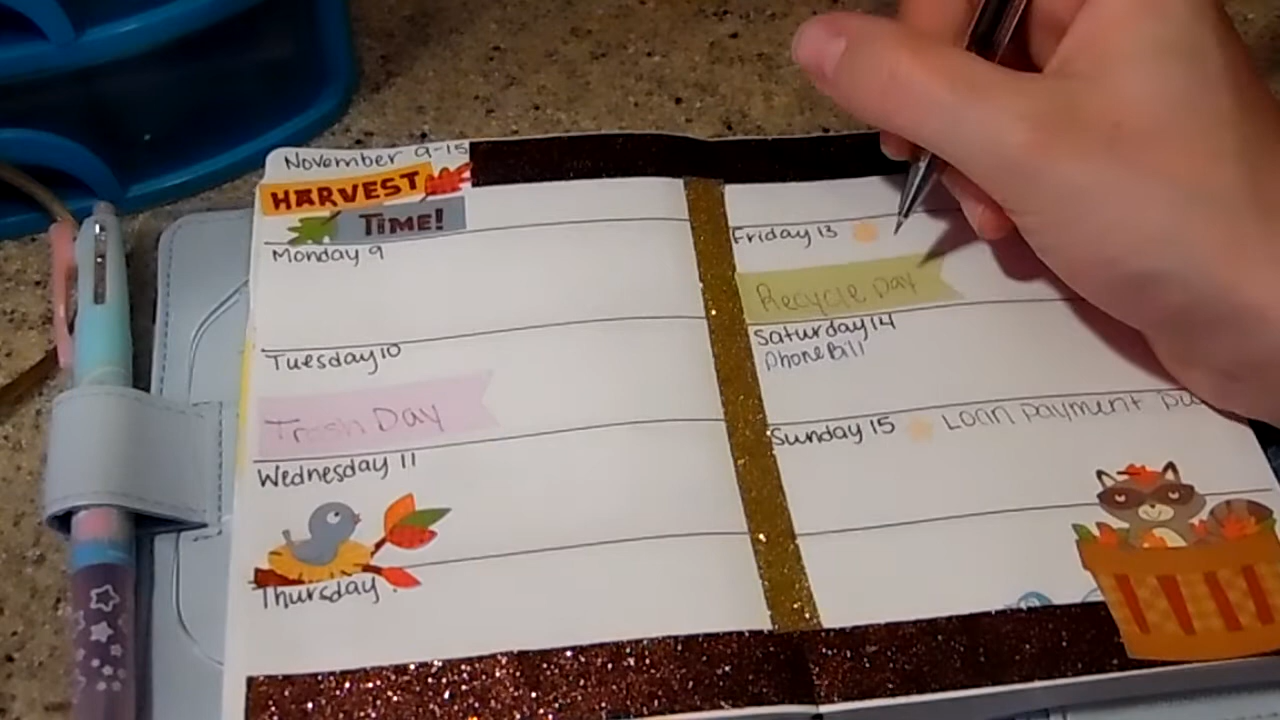 November 9-15
HARVEST
TIME!
Monday 9
Tuesday 10
Trash Day
Wednesday 11
Thursday
Friday 13
Recycle Day
Saturday 14
Phone Bill
Sunday 15 Loan Payment